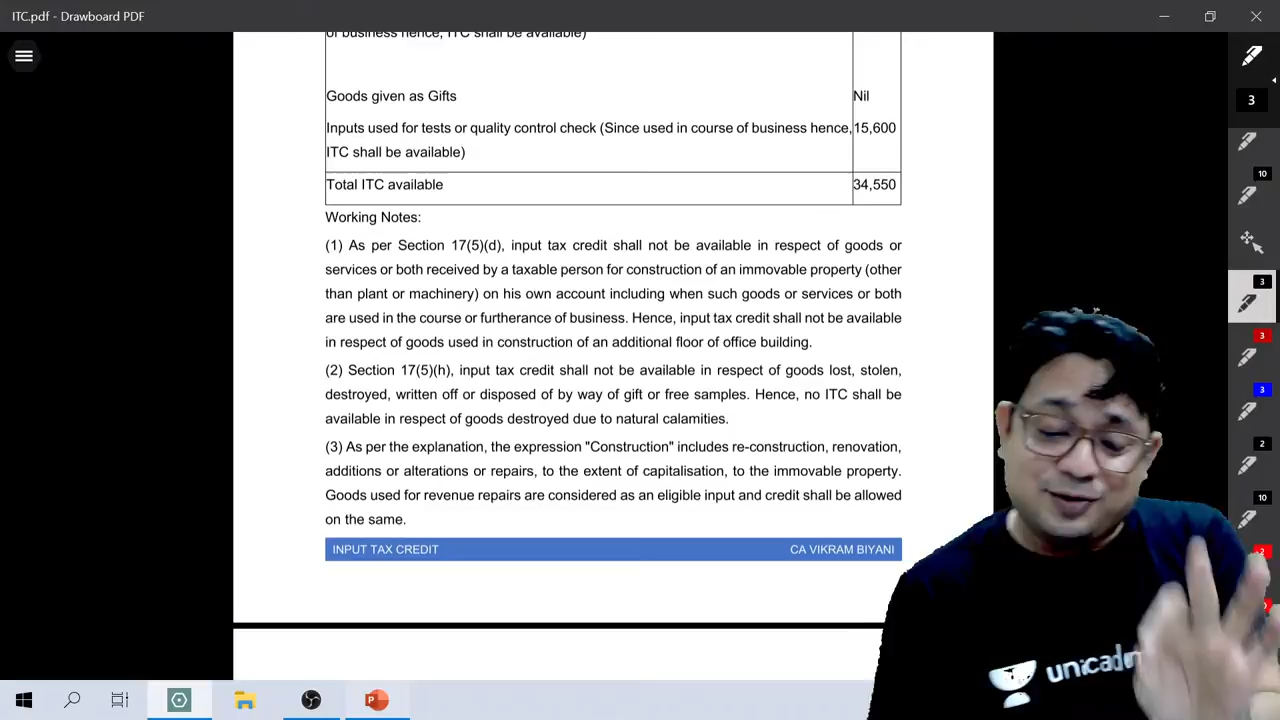 ITC.pdf - Drawboard PDF
of business hence, ITC shall be available)
Goods given as Gifts Nil
Inputs used for tests or quality control check (Since used in course of business hence, 15,600
ITC shall be available)
Total ITC available 34,550
Working Notes:
(1) As per Section 17(5)(d), input tax credit shall not be available in respect of goods or
services or both received by a taxable person for construction of an immovable property (other
than plant or machinery) on his own account including when such goods or services or both
are used in the course or furtherance of business. Hence, input tax credit shall not be available
in respect of goods used in construction of an additional floor of office building.
(2) Section 17(5)(h), input tax credit shall not be available in respect of goods lost, stolen,
destroyed, written off or disposed of by way of gift or free samples. Hence, no ITC shall be
available in respect of goods destroyed due to natural calamities.
(3) As per the explanation, the expression "Construction" includes re-construction, renovation,
additions or alterations or repairs, to the extent of capitalisation, to the immovable property.
Goods used for revenue repairs are considered as an eligible input and credit shall be allowed
on the same.
INPUT TAX CREDIT CA VIKRAM BIYANI
3
10
3
3
3
2
10
2
P